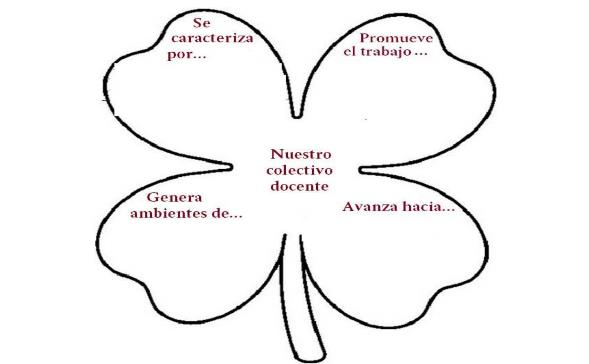 Se
caracteriza
por...
Promueve
el trabajo ...
Nuestro
colectivo
docente
Genera
ambientes de...
Avanza hacia...